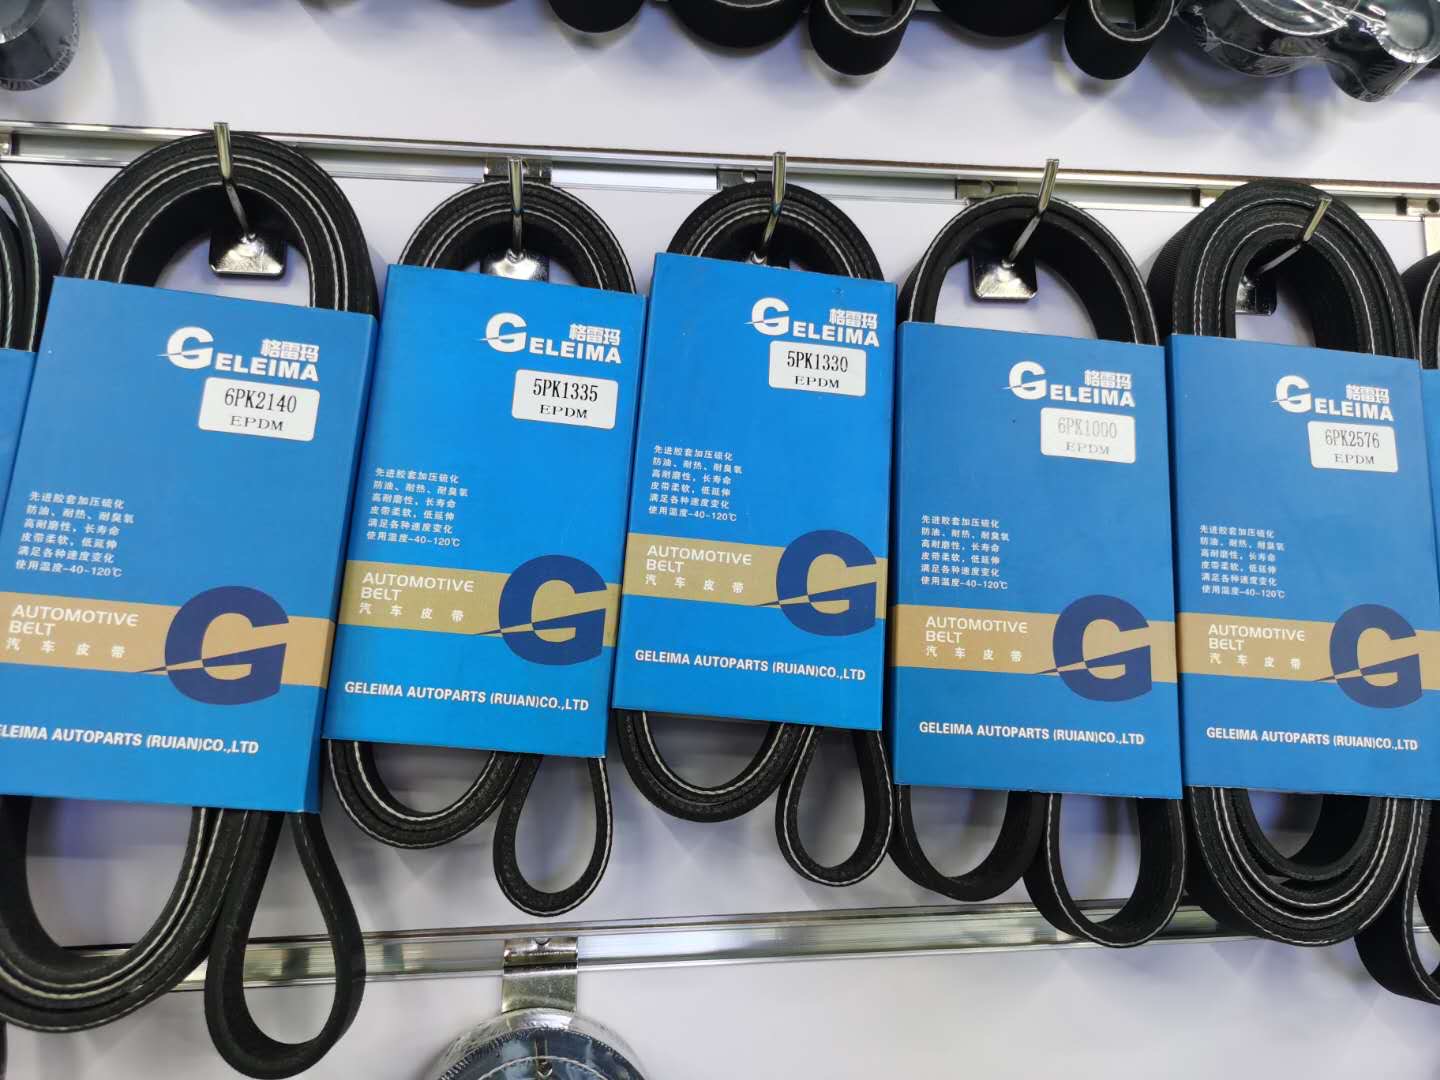 格雷玛
GELEIMA
6PK2140
EPDM
先进胶套加压硫化
防油、耐热、耐臭氧
高耐磨性，长寿命
皮带柔软，低延伸
满足各种速度变化
使用温度-40~120℃
AUTOMOTIVE
BELT
汽车皮带
G
ELEIMA AUTOPARTS (RUIAN)CO.,LTD
格雷玛
GELEIMA
5PK1335
EPDM
先进胶套加压硫化
防油、耐热、耐臭氧
高耐磨性，长寿命
皮带柔软，低延伸
满足各种速度变化
使用温度-40~120℃
AUTOMOTIVE
BELT
汽车皮带
G
GELEIMA AUTOPARTS (RUIAN)CO.,LTD
格雷玛
GELEIMA
5PK1330
EPDM
先进胶套加压硫化
防油、耐热、耐臭氧
高耐磨性，长寿命
皮带柔软，低延伸
满足各种速度变化
使用温度-40~120℃
AUTOMOTIVE
BELT
汽车皮带
G
GELEIMA AUTOPARTS (RUIAN)CO.,LTD
格雷玛
GELEIMA
6PK1000
EPDM
先进胶套加压硫化
防油、耐热、耐臭氧
高耐磨性，长寿命
皮带柔软，低延伸
满足各种速度变化
使用温度-40~120℃
AUTOMOTIVE
BELT
汽车皮带
G
GELEIMA AUTOPARTS (RUIAN)CO.,LTD
格雷玛
GELEIMA
6PK2576
EPDM
先进胶套加压硫化
防油、耐热、耐臭氧
高耐磨性，长寿命
皮带柔软，低延伸
满足各种速度变化
使用温度-40~120℃
AUTOMOTIVE
BELT
汽车皮带
G
GELEIMA AUTOPARTS (RUIAN)CO.,LTD